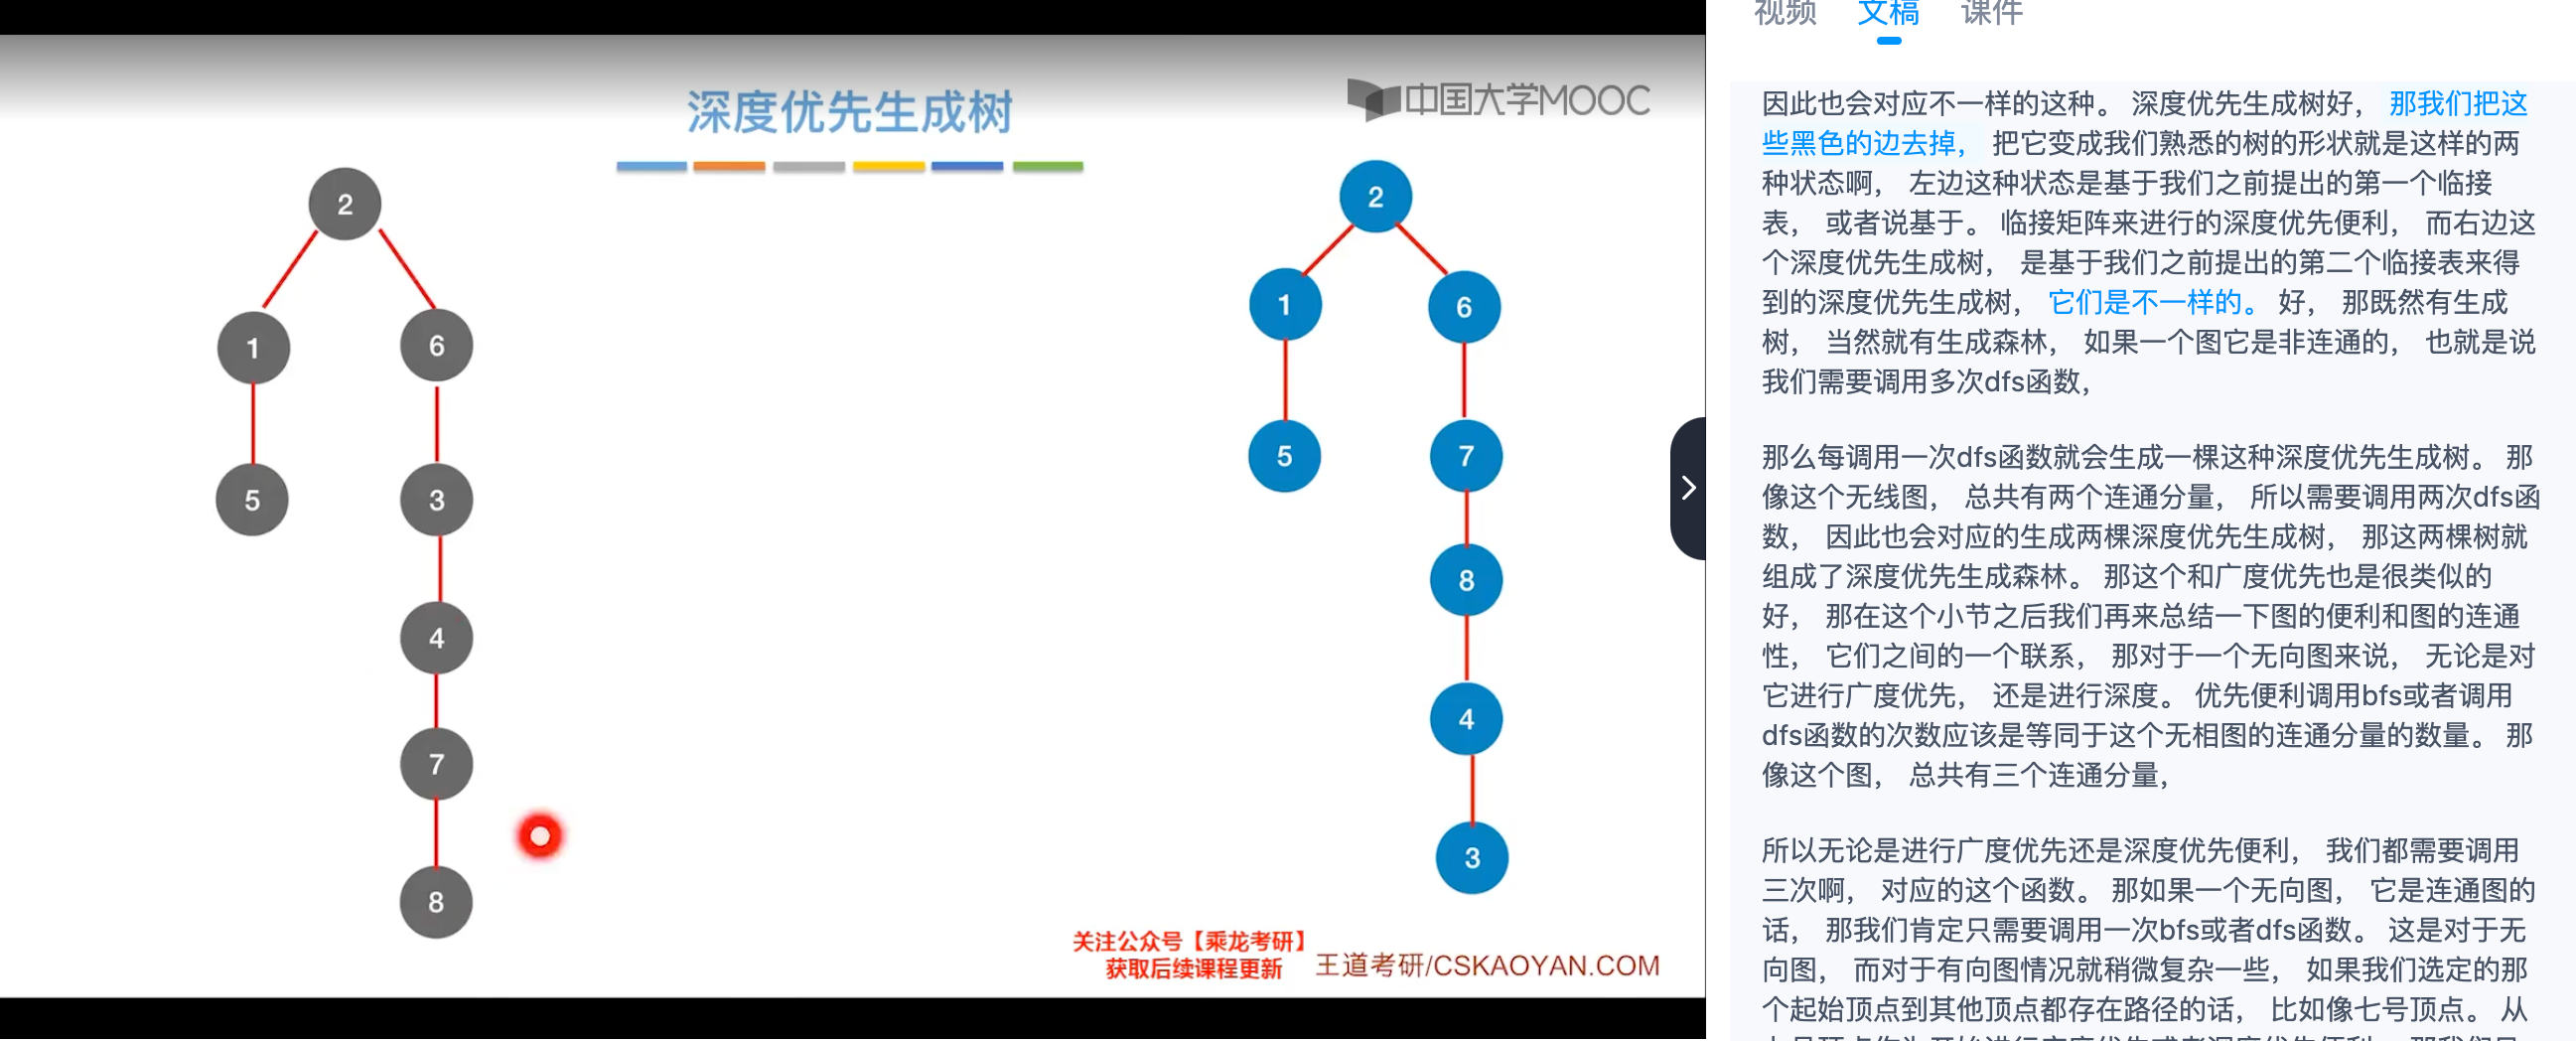 深度优先生成树
中国大学MOOC
2
1
6
5
3
4
7
8
2
1
6
5
7
8
4
3
关注公众号【乘龙考研】
获取后续课程更新
王道考研/CSKAOYAN.COM
视频 文稿 课件
因此也会对应不一样的这种。 深度优先生成树好， 那我们把这
些黑色的边去掉， 把它变成我们熟悉的树的形状就是这样的两
种状态啊， 左边这种状态是基于我们之前提出的第一个临接
表， 或者说基于。 临接矩阵来进行的深度优先便利， 而右边这
个深度优先生成树， 是基于我们之前提出的第二个临接表来得
到的深度优先生成树， 它们是不一样的。 好， 那既然有生成
树， 当然就有生成森林， 如果一个图它是非连通的， 也就是说
我们需要调用多次dfs函数，
那么每调用一次dfs函数就会生成一棵这种深度优先生成树。 那
像这个无线图， 总共有两个连通分量， 所以需要调用两次dfs函
数， 因此也会对应的生成两棵深度优先生成树， 那这两棵树就
组成了深度优先生成森林。 那这个和广度优先也是很类似的
好， 那在这个小节之后我们再来总结一下图的便利和图的连通
性， 它们之间的一个联系， 那对于一个无向图来说， 无论是对
它进行广度优先， 还是进行深度。 优先便利调用bfs或者调用
dfs函数的次数应该是等同于这个无相图的连通分量的数量。 那
像这个图， 总共有三个连通分量，
所以无论是进行广度优先还是深度优先便利， 我们都需要调用
三次啊， 对应的这个函数。 那如果一个无向图， 它是连通图的
话， 那我们肯定只需要调用一次bfs或者dfs函数。 这是对于无
向图， 而对于有向图情况就稍微复杂一些， 如果我们选定的那
个起始顶点到其他顶点都存在路径的话， 比如像七号顶点。 从